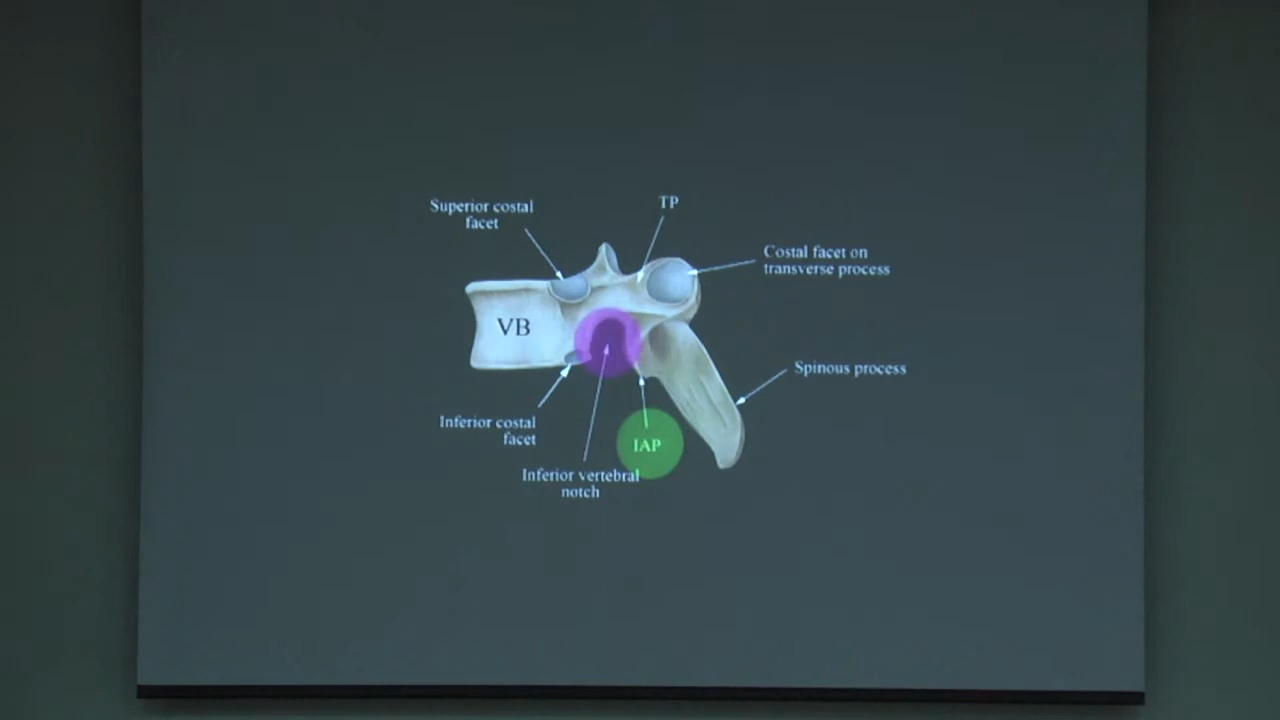 Superior costal
facet
TP
Costal facet on
transverse process
VB
Spinous process
Inferior costal
facet
IAP
Inferior vertebral
notch